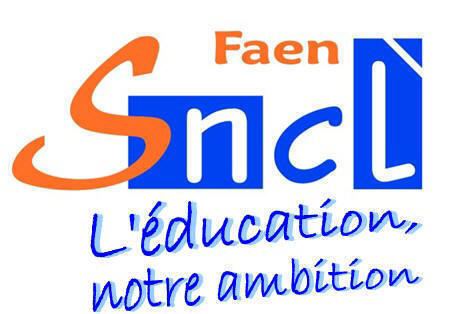 Faen
Sncl
L'éducation,
notre ambition